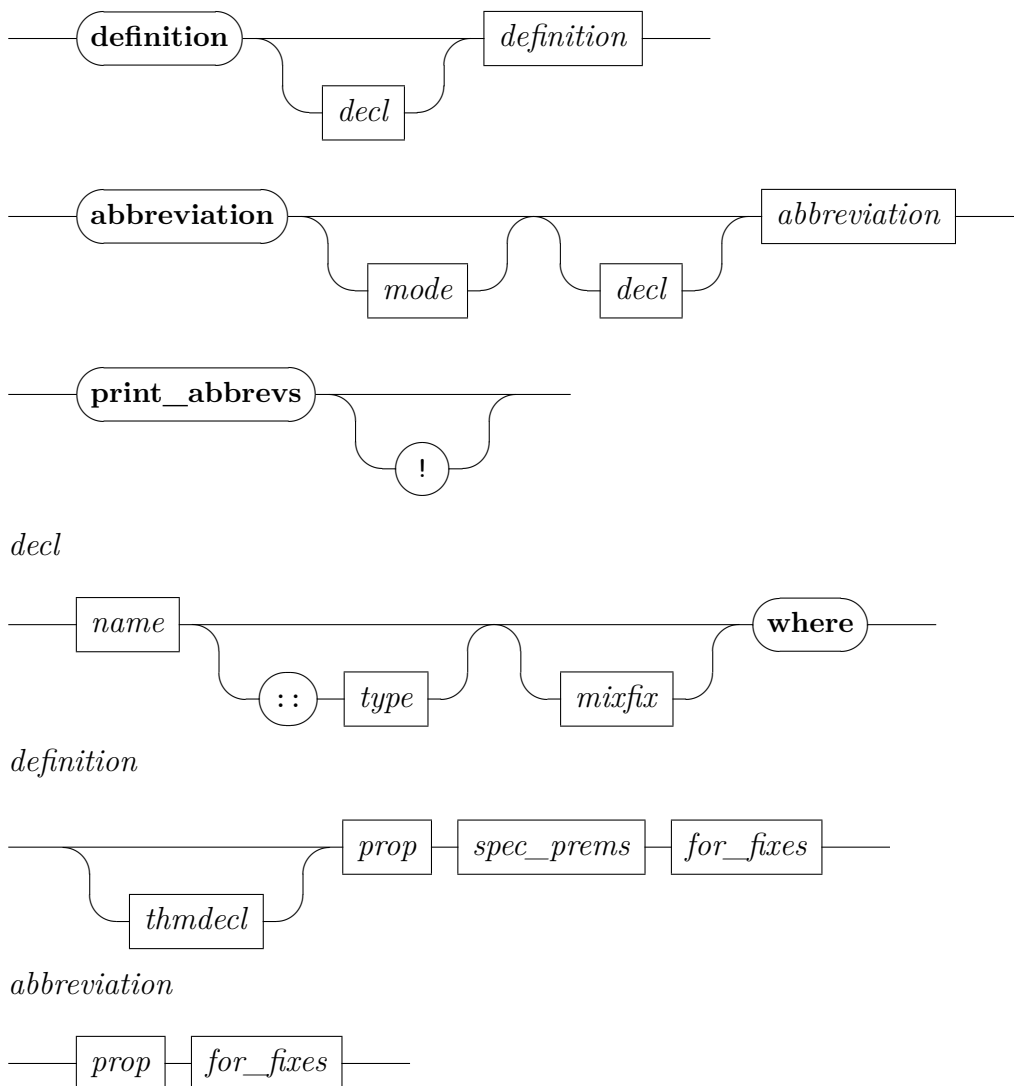 definition definition
decl
abbreviation abbreviation
mode decl
print_abbrevs
!
decl
name where
:: type mixfix
definition
prop spec_prems for_fixes
thmdecl
abbreviation
prop for_fixes